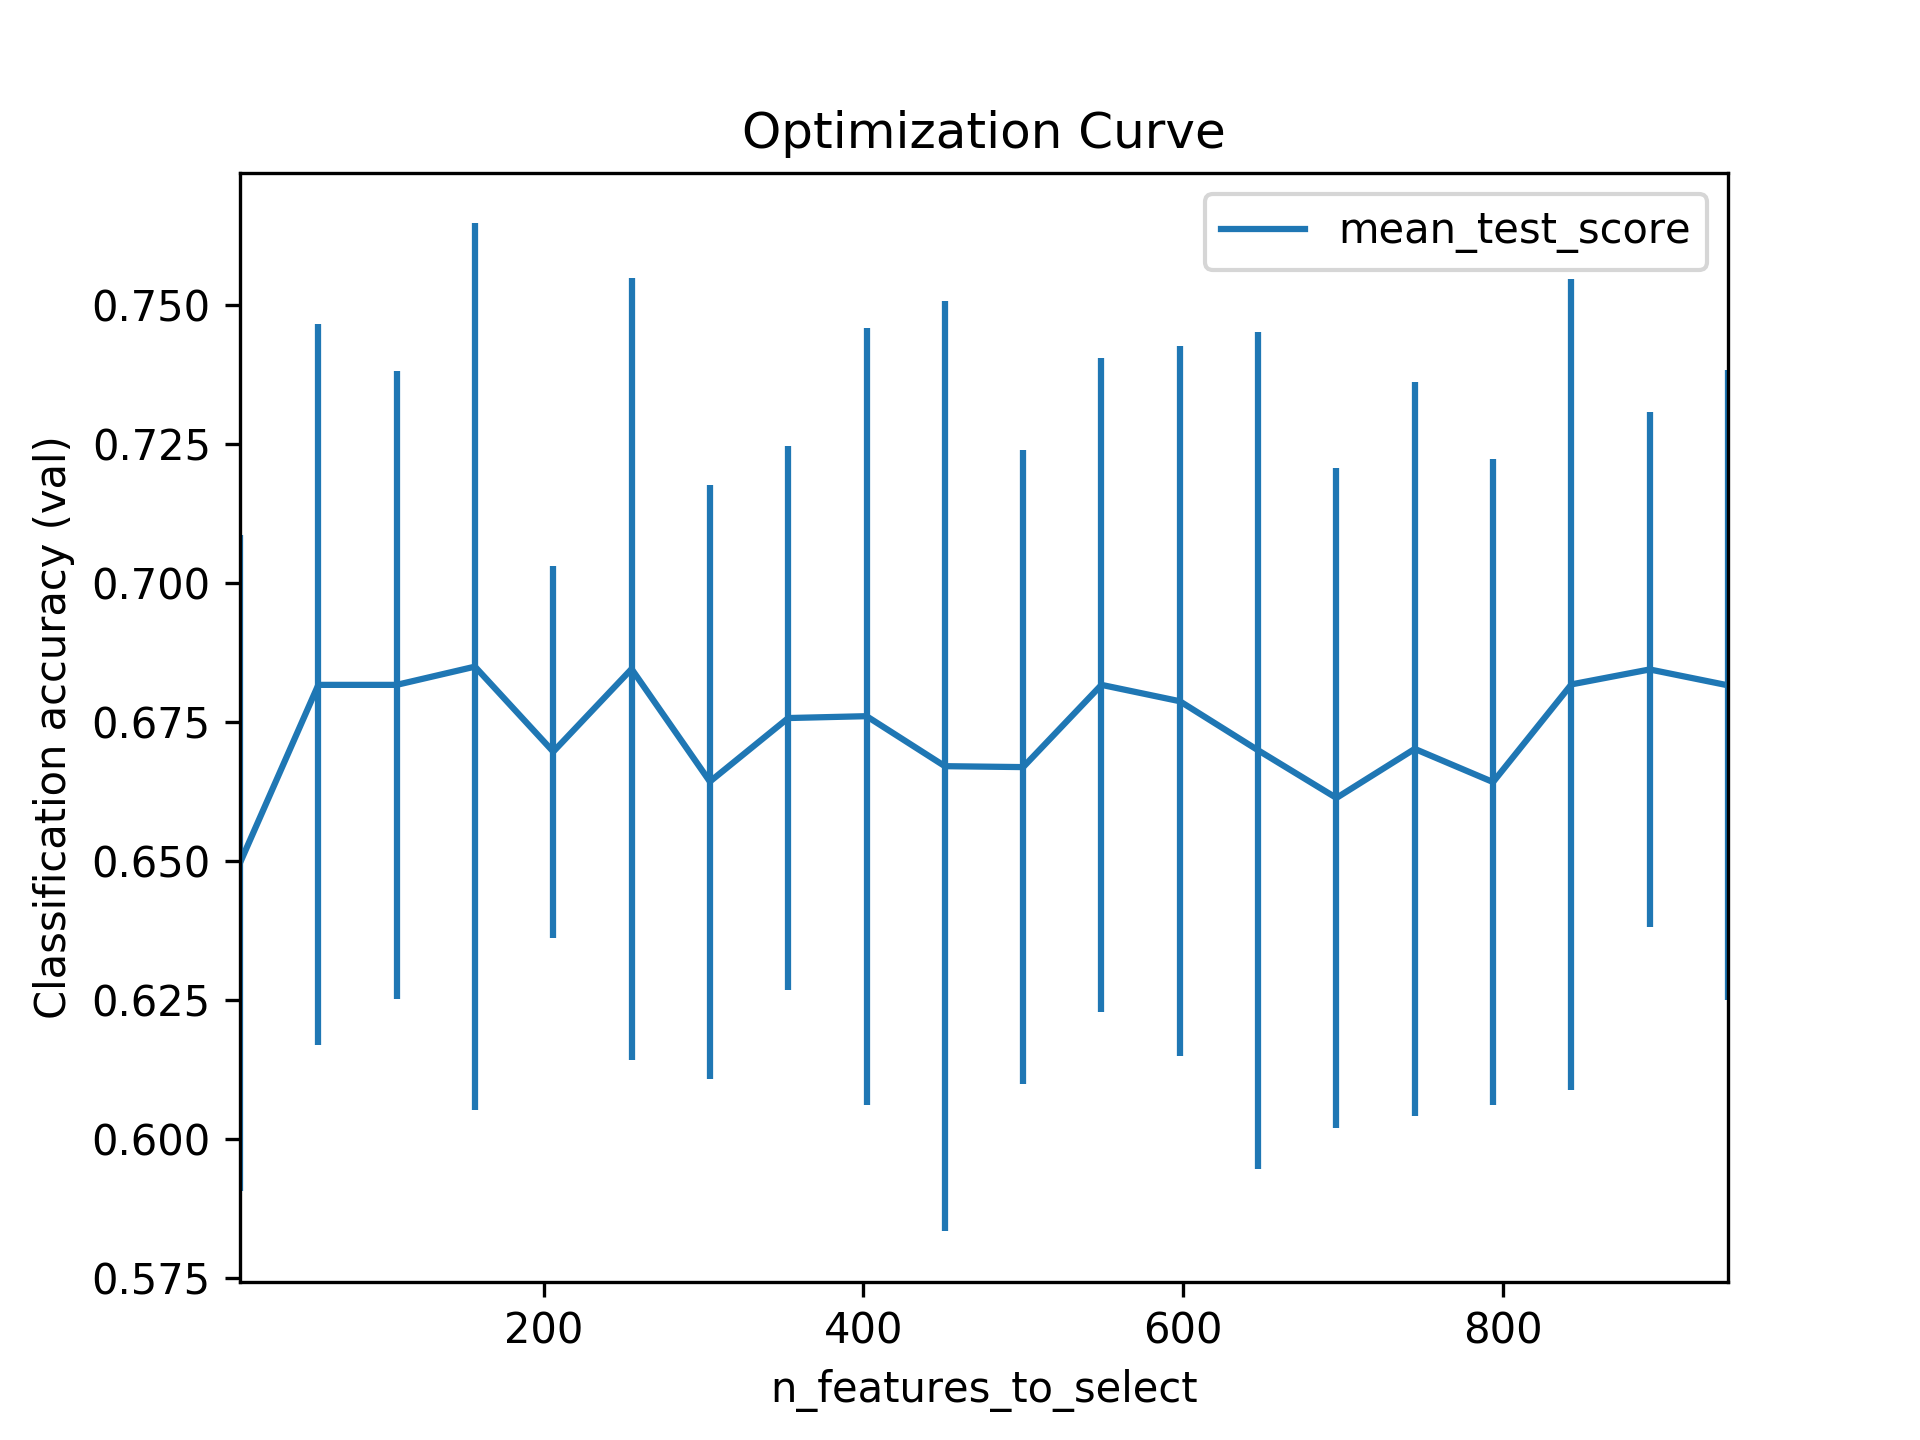 Optimization Curve
mean_test_score
Classification accuracy (val)
0.750
0.725
0.700
0.675
0.650
0.625
0.600
0.575
200 400 600 800
n_features_to_select